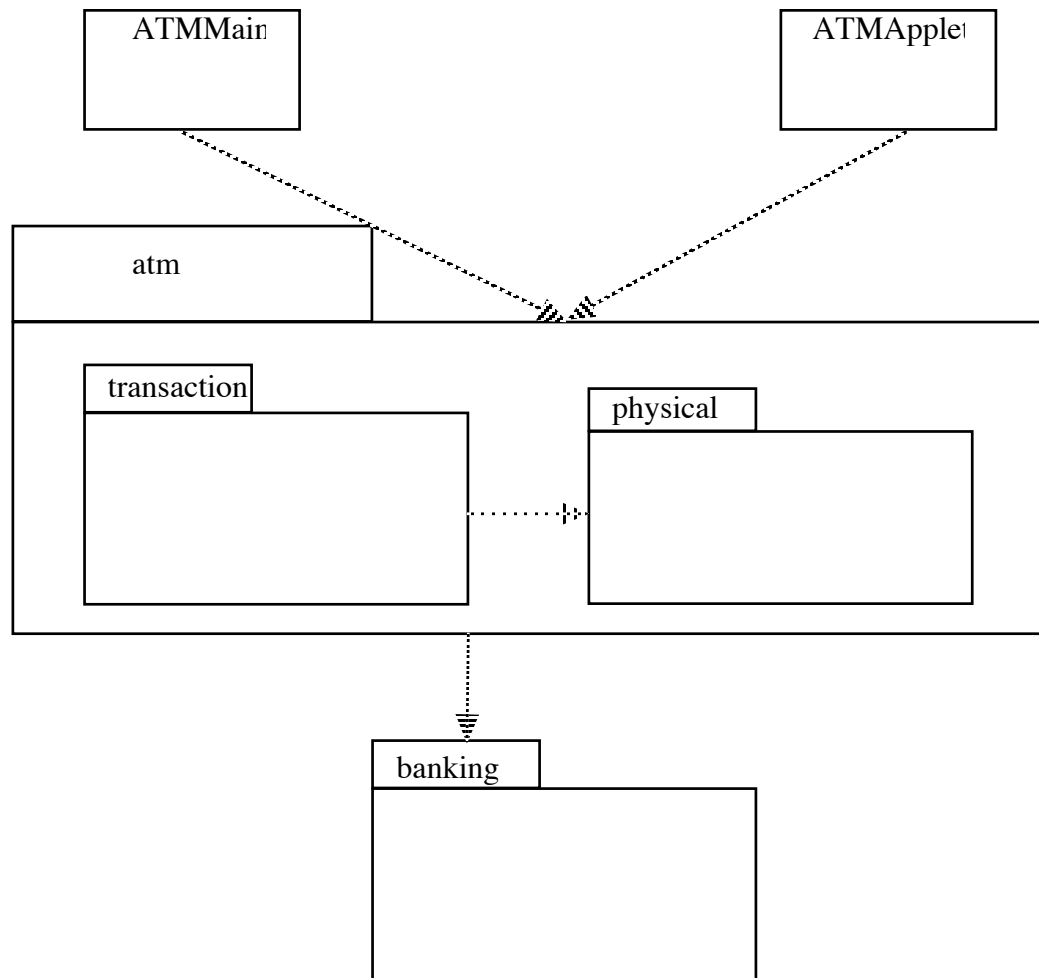 ATMMain
ATMApplet
atm
transaction
physical
banking